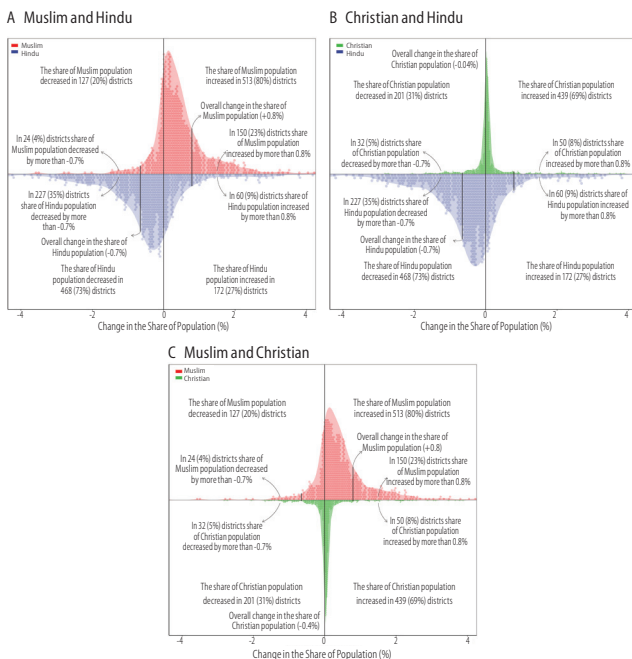 A Muslim and Hindu
Muslim
Hindu
The share of Muslim population
decreased in 127 (20%) districts
The share of Muslim population
increased in 513 (80%) districts
Overall change in the share of
Muslim population (+0.8%)
In 24 (4%) districts share of
Muslim population decreased
by more than -0.7%
In 150 (23%) districts share
of Muslim population
increased by more than 0.8%
In 227 (35%) districts
share of Hindu population
decreased by more
than -0.7%
In 60 (9%) districts share of
Hindu population increased
by more than 0.8%
Overall change in the share of
Hindu population (-0.7%)
The share of Hindu
population decreased in
468 (73%) districts
The share of Hindu
population increased in
172 (27%) districts
-4 -2 0 2 4
Change in the Share of Population (%)
B Christian and Hindu
Christian
Hindu
Overall change in the share of
Christian population (-0.04%)
The share of Christian population
decreased in 201 (31%) districts
The share of Christian population
increased in 439 (69%) districts
In 32 (5%) districts share
of Christian population
decreased by more than -0.7%
In 50 (8%) districts share
of Christian population
increased by more than 0.8%
In 227 (35%) districts share of
Hindu population decreased
by more than -0.7%
In 60 (9%) districts share of
Hindu population increased
by more than 0.8%
Overall change in the share of
Hindu population (-0.7%)
The share of Hindu population
decreased in 468 (73%) districts
The share of Hindu population
increased in 172 (27%) districts
-4 -2 0 2 4
Change in the Share of Population (%)
C Muslim and Christian
Muslim
Christian
The share of Muslim population
decreased in 127 (20%) districts
The share of Muslim population
increased in 513 (80%) districts
Overall change in the share of
Muslim population (+0.8)
In 24 (4%) districts share of
Muslim population decreased
by more than -0.7%
In 150 (23%) districts share
of Muslim population
increased by more than 0.8%
In 32 (5%) districts share
of Christian population
decreased by more than -0.7%
In 50 (8%) districts share
of Christian population
increased by more than 0.8%
The share of Christian population
decreased in 201 (31%) districts
The share of Christian population
increased in 439 (69%) districts
Overall change in the share of
Christian population (-0.4%)
-4 -2 0 2 4
Change in the Share of Population (%)